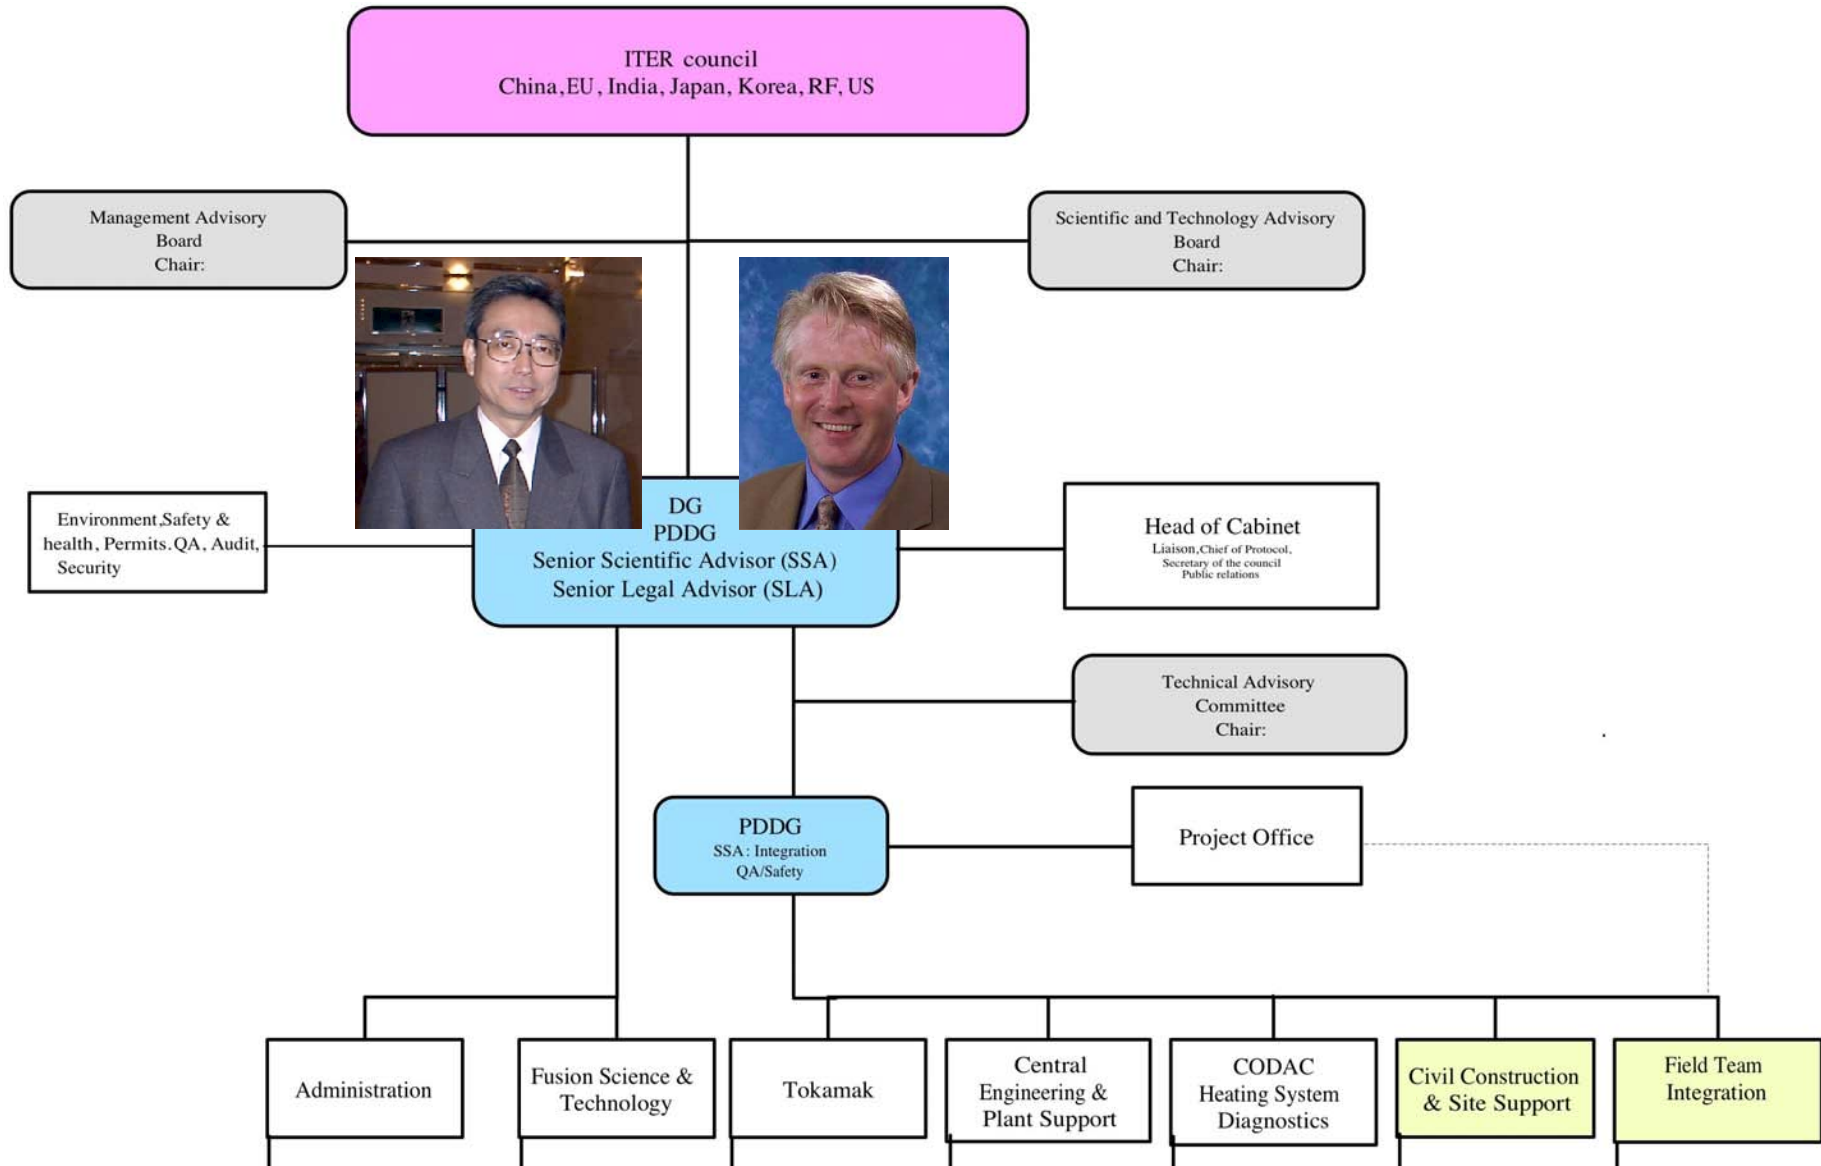 ITER council
China, EU, India, Japan, Korea, RF, US
Management Advisory
Board
Chair:
Scientific and Technology Advisory
Board
Chair:
Environment,Safety &
health, Permits. QA, Audit,
Security
DG
PDDG
Senior Scientific Advisor (SSA)
Senior Legal Advisor (SLA)
Head of Cabinet
Liaison, Chief of Protocol,
Secretary of the council
Public relations
Technical Advisory
Committee
Chair:
PDDG
SSA: Integration
QA/Safety
Project Office
Administration
Fusion Science &
Technology
Tokamak
Central
Engineering &
Plant Support
CODAC
Heating System
Diagnostics
Civil Construction
& Site Support
Field Team
Integration